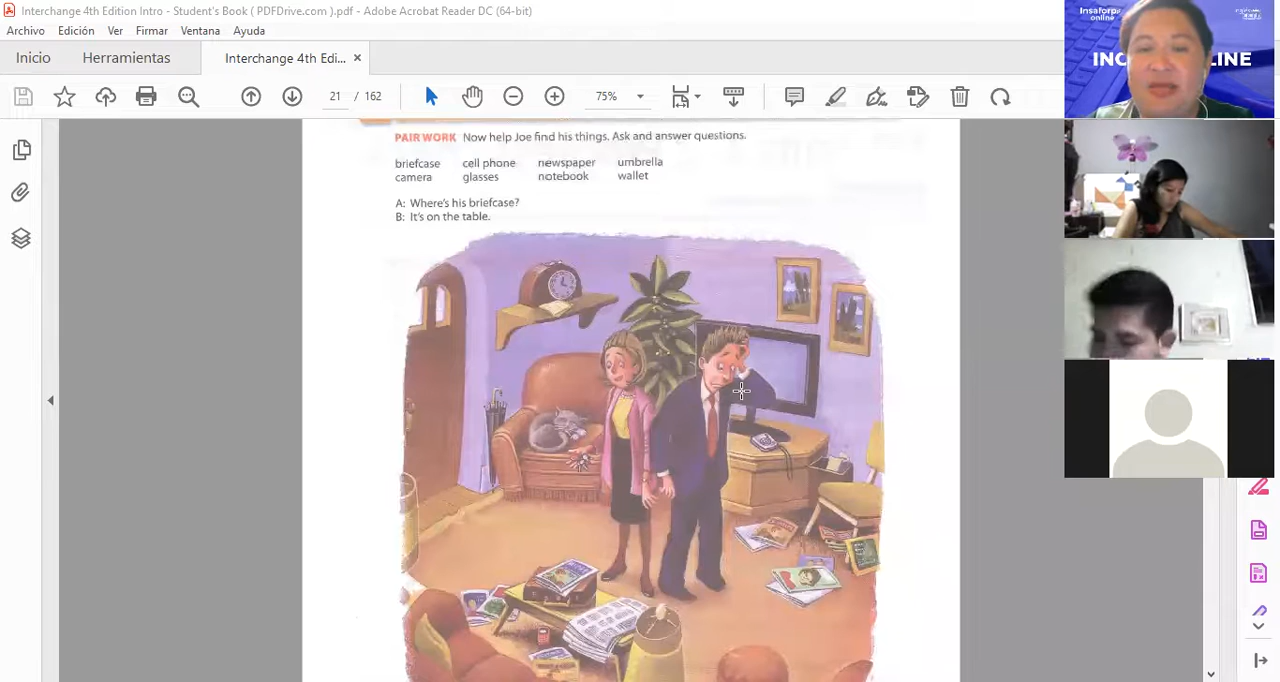 Interchange 4th Edition Intro - Student's Book ( PDFDrive.com ).pdf - Adobe Acrobat Reader DC (64-bit)
Archivo Edición Ver Firmar Ventana Ayuda
Inicio Herramientas Interchange 4th Edi... ×
21 / 162 75%
PAIR WORK Now help Joe find his things. Ask and answer questions.
briefcase cell phone newspaper umbrella
camera glasses notebook wallet
A: Where's his briefcase?
B: It's on the table.
Insaforp
online
INC LINE